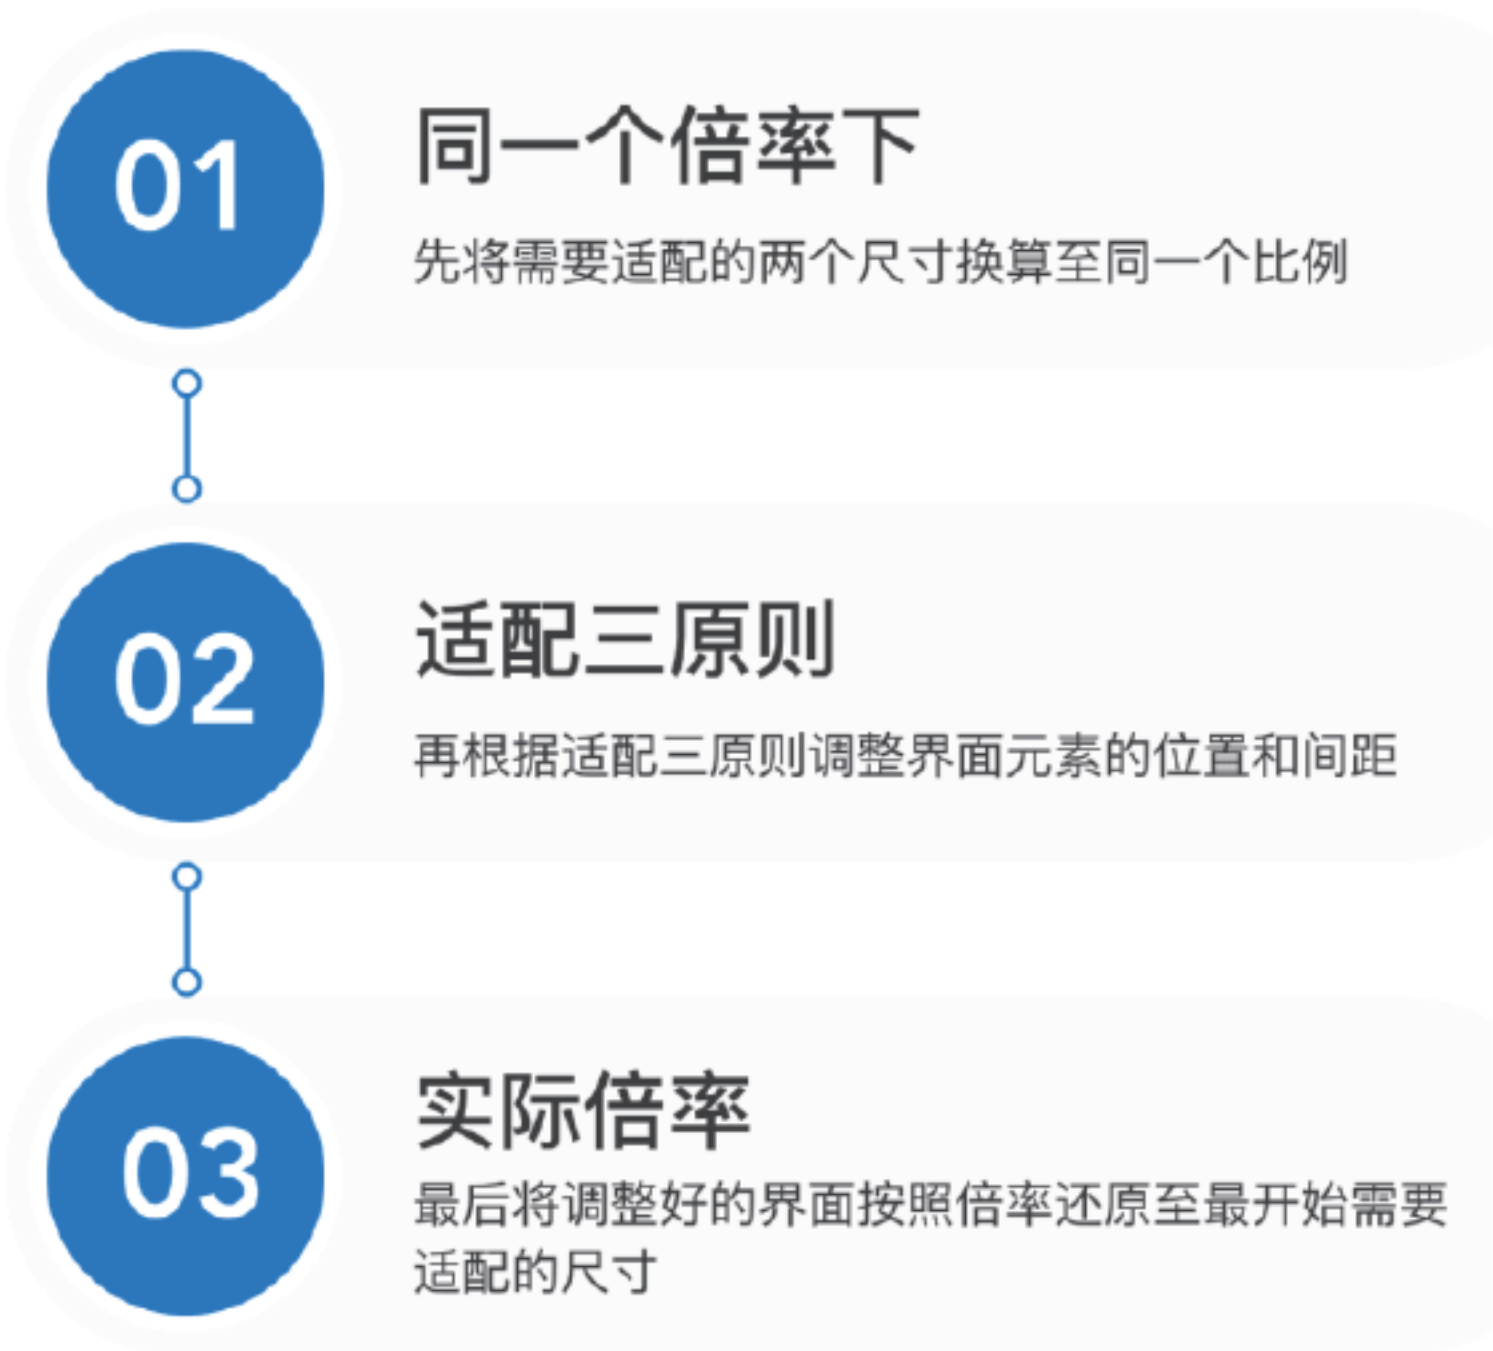 01
同一个倍率下
先将需要适配的两个尺寸换算至同一个比例
02
适配三原则
再根据适配三原则调整界面元素的位置和间距
03
实际倍率
最后将调整好的界面按照倍率还原至最开始需要
适配的尺寸